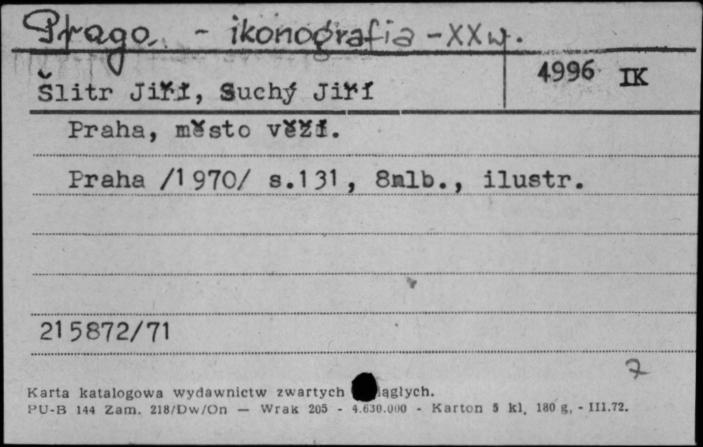 Praga - ikonografia - XX w.
4996 IK
Šlitr Jiří, Suchý Jiří
Praha, město věží.
Praha /1970/ s.131, 8nlb., ilustr.
215872/71
7
Karta katalogowa wydawnictw zwartych
PU-B 144 Zam. 218/Dw/On — Wrak 205 - 4.630.000 - Karton 5 kl. 180 g. - III.72.